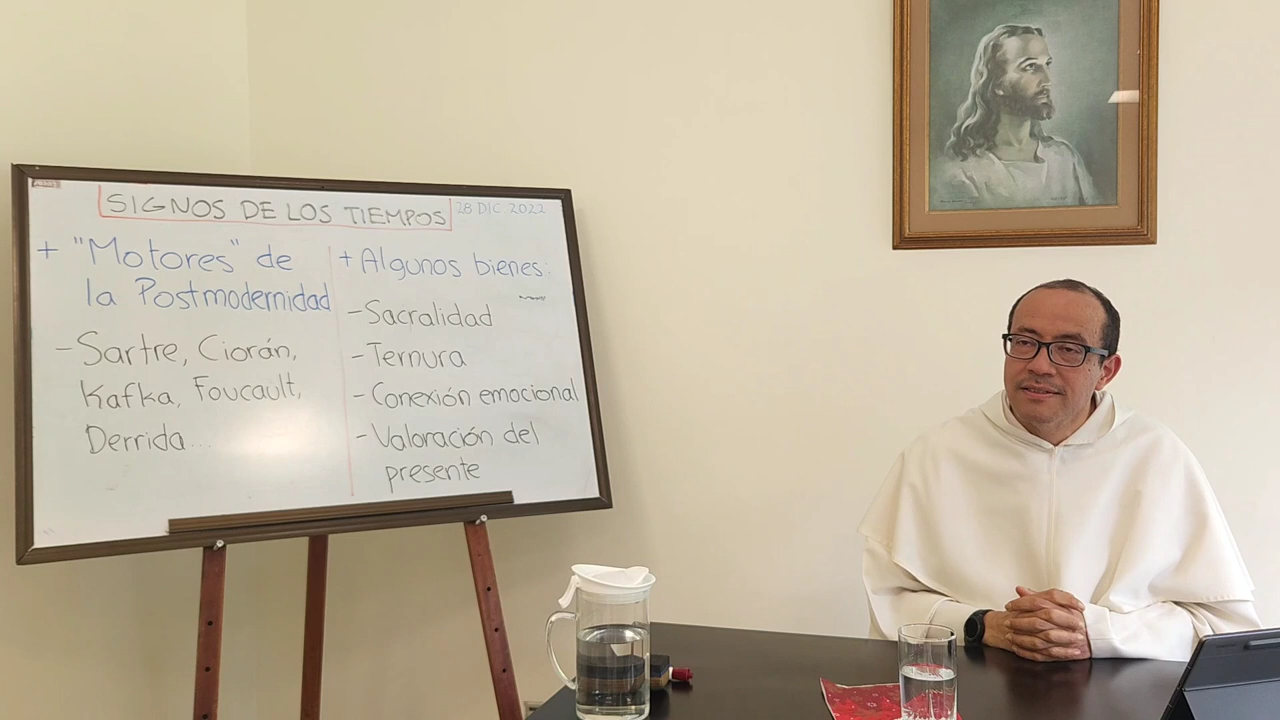 SIGNOS DE LOS TIEMPOS
28 DIC. 2022
+ "Motores" de
la Postmodernidad
- Sartre, Ciorán,
Kafka, Foucault,
Derrida...
+ Algunos bienes:
- Sacralidad
- Ternura
- Conexión emocional
- Valoración del
presente